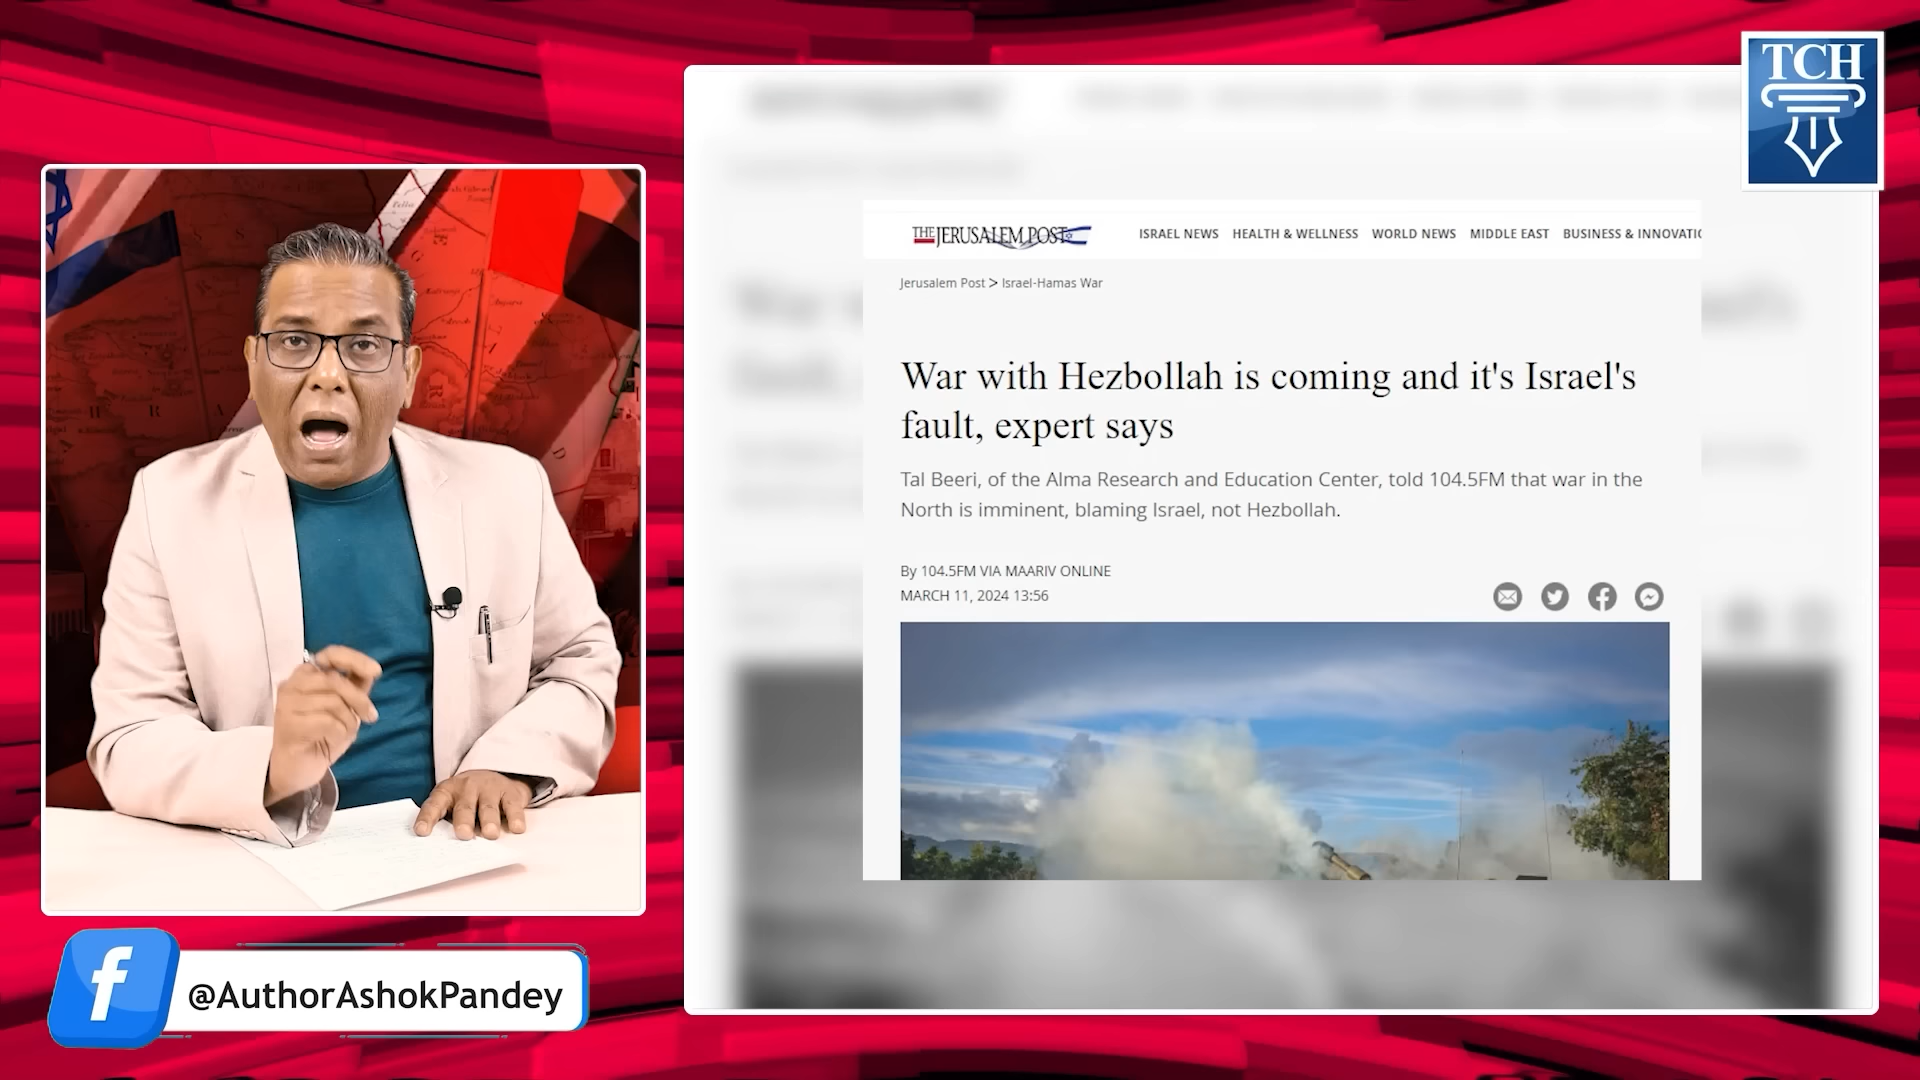 TCH
THE JERUSALEM POST
ISRAEL NEWS HEALTH & WELLNESS WORLD NEWS MIDDLE EAST BUSINESS &
Jerusalem Post > Israel-Hamas War
War with Hezbollah is coming and it's Israel's
fault, expert says
Tal Beeri, of the Alma Research and Education Center, told 104.5FM that war in the
North is imminent, blaming Israel, not Hezbollah.
By 104.5FM VIA MAARIV ONLINE
MARCH 11, 2024 13:56
@AuthorAshokPandey